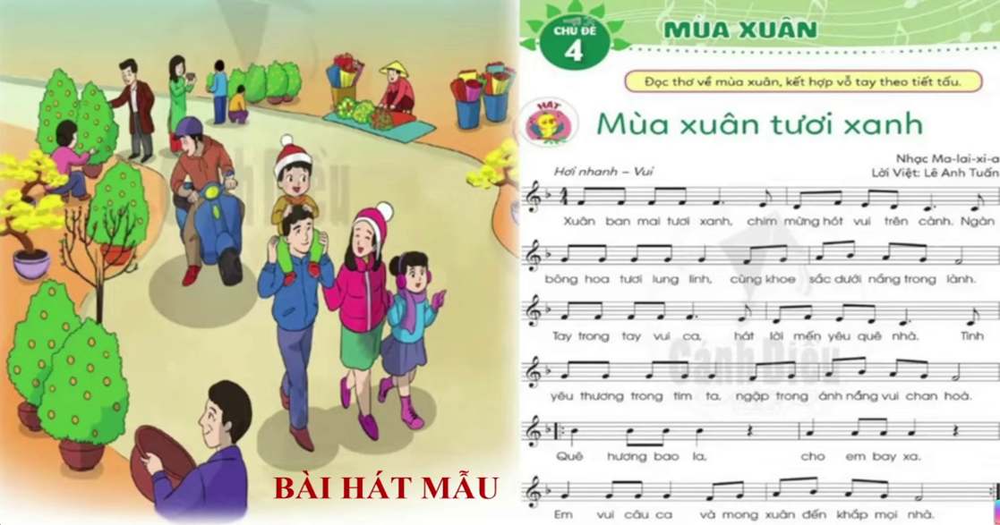 BÀI HÁT MẪU
CHỦ ĐỀ
4
MÙA XUÂN
Đọc thơ về mùa xuân, kết hợp vỗ tay theo tiết tấu.
HÁT
Mùa xuân tươi xanh
Nhạc Ma-lai-xi-a
Hơi nhanh – Vui
Lời Việt: Lê Anh Tuấn
Xuân ban mai tươi xanh, chim mừng hót vui trên cành. Ngàn
bông hoa tươi lung linh, cùng khoe sắc dưới nắng trong lành.
Tay trong tay vui ca, hát lời mến yêu quê nhà. Tình
yêu thương trong tim ta, ngập trong ánh nắng vui chan hoà.
Quê hương bao la, cho em bay xa.
Em vui câu ca và mong xuân đến khắp mọi nhà.
Cánh Diều
Cánh Diều